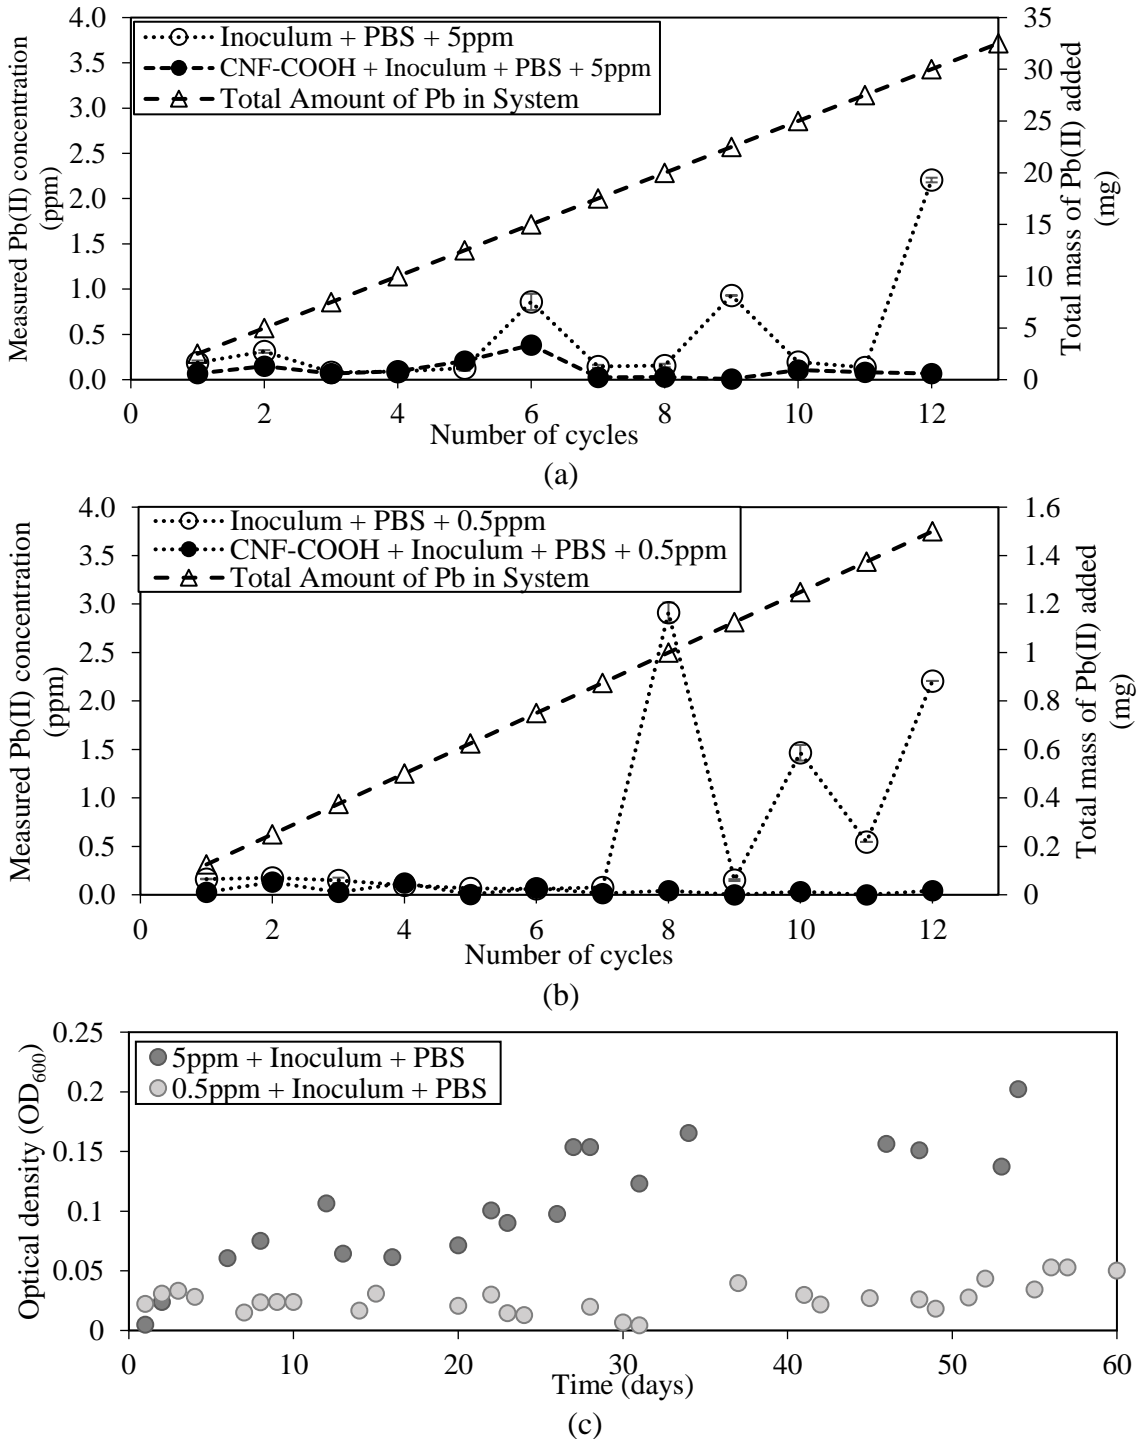 Measured Pb(II) concentration
(ppm)
4.0
3.5
3.0
2.5
2.0
1.5
1.0
0.5
0.0
Inoculum + PBS + 5ppm
CNF-COOH + Inoculum + PBS + 5ppm
Total Amount of Pb in System
35
30
25
20
15
10
5
0
Total mass of Pb(II) added
(mg)
0 2 4 6 8 10 12
Number of cycles
(a)
Measured Pb(II) concentration
(ppm)
4.0
3.5
3.0
2.5
2.0
1.5
1.0
0.5
0.0
Inoculum + PBS + 0.5ppm
CNF-COOH + Inoculum + PBS + 0.5ppm
Total Amount of Pb in System
1.6
1.4
1.2
1
0.8
0.6
0.4
0.2
0
Total mass of Pb(II) added
(mg)
0 2 4 6 8 10 12
Number of cycles
(b)
Optical density (OD600)
0.25
0.2
0.15
0.1
0.05
0
5ppm + Inoculum + PBS
0.5ppm + Inoculum + PBS
0 10 20 30 40 50 60
Time (days)
(c)